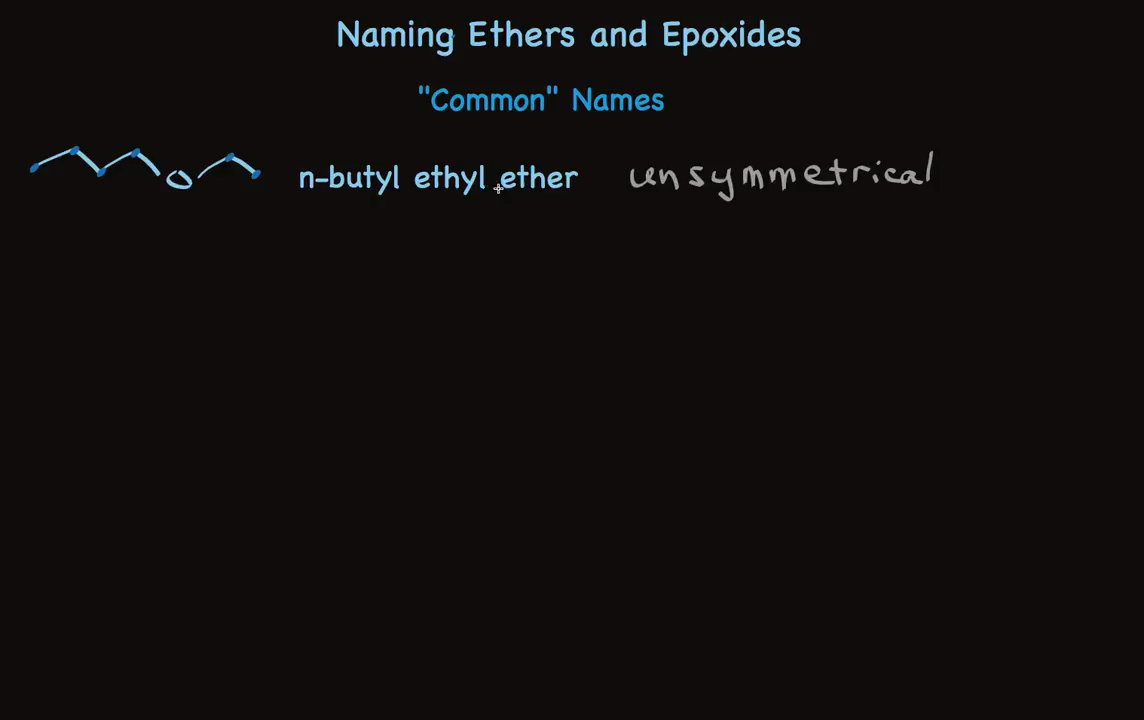 Naming Ethers and Epoxides
"Common" Names
O n-butyl ethyl ether unsymmetrical